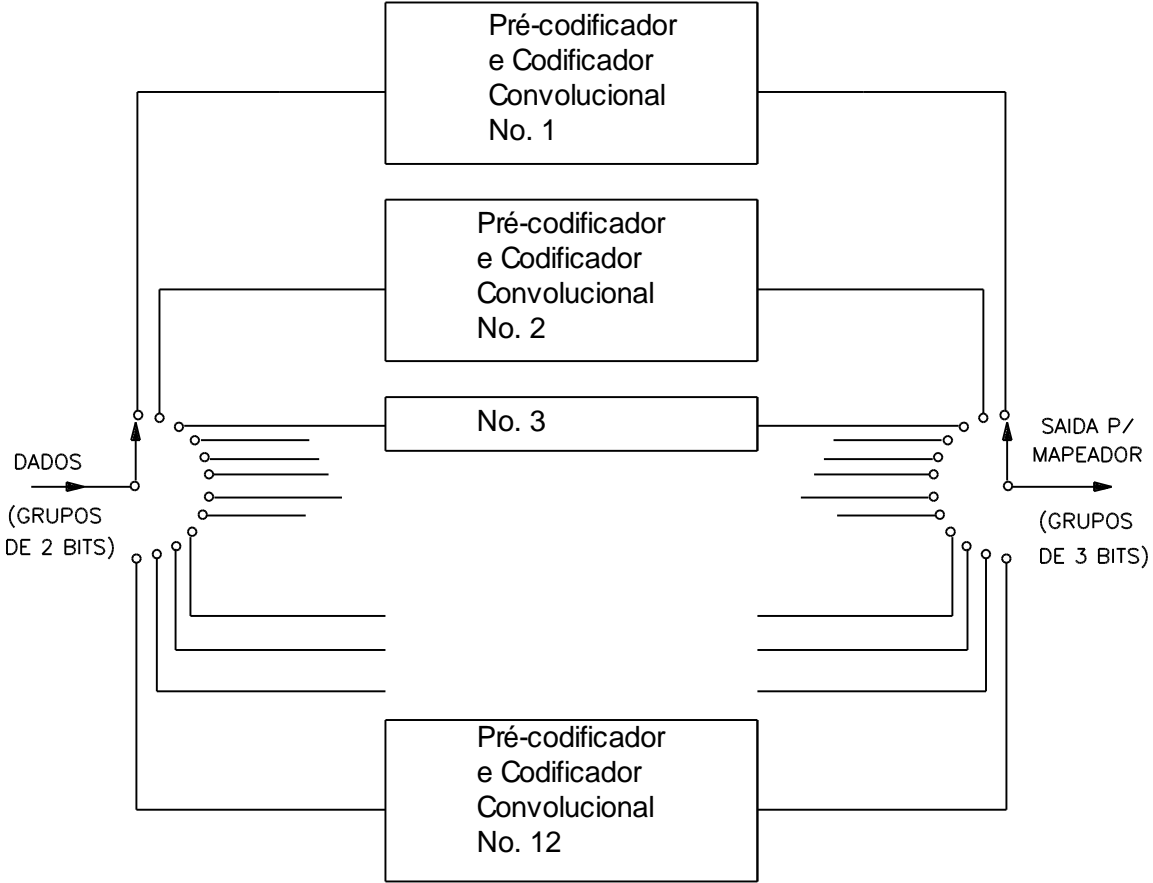 Pré-codificador
e Codificador
Convolucional
No. 1
Pré-codificador
e Codificador
Convolucional
No. 2
No. 3
DADOS
(GRUPOS
DE 2 BITS)
SAIDA P/
MAPEADOR
(GRUPOS
DE 3 BITS)
Pré-codificador
e Codificador
Convolucional
No. 12